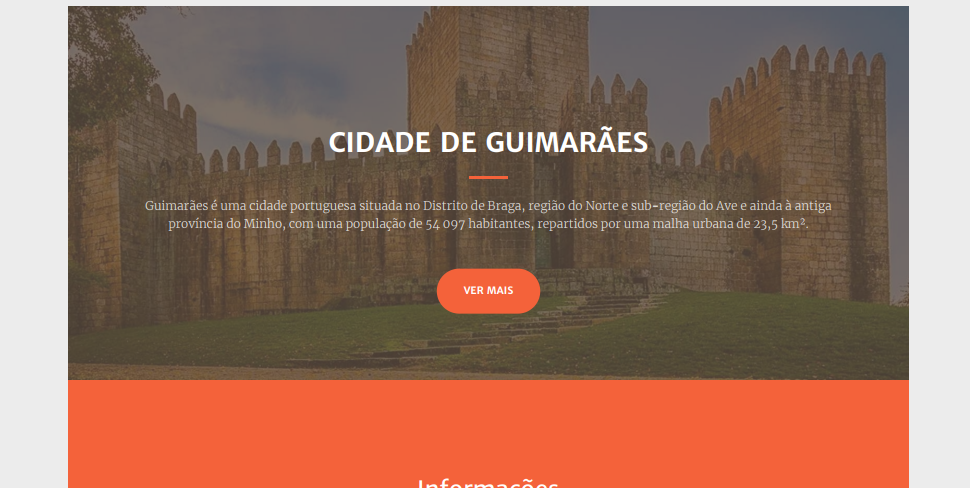 CIDADE DE GUIMARÃES
Guimarães é uma cidade portuguesa situada no Distrito de Braga, região do Norte e sub-região do Ave e ainda à antiga
província do Minho, com uma população de 54 097 habitantes, repartidos por uma malha urbana de 23,5 km².
VER MAIS
Informações